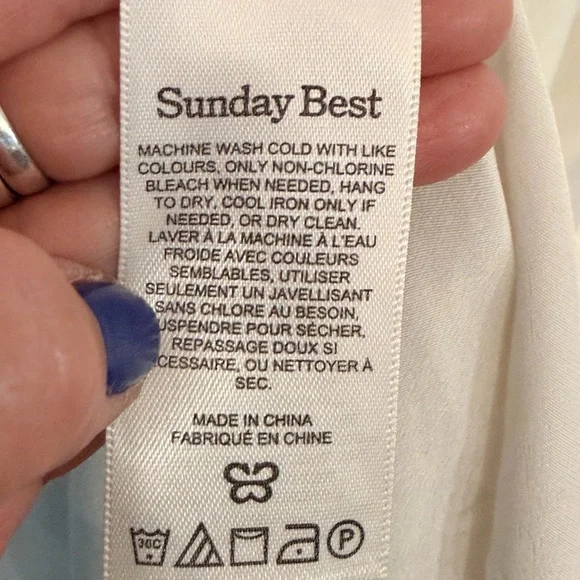 Sunday Best
MACHINE WASH COLD WITH LIKE
COLOURS, ONLY NON-CHLORINE
BLEACH WHEN NEEDED, HANG
TO DRY, COOL IRON ONLY IF
NEEDED, OR DRY CLEAN.
LAVER À LA MACHINE À L'EAU
FROIDE AVEC COULEURS
SEMBLABLES, UTILISER
SEULEMENT UN JAVELLISANT
SANS CHLORE AU BESOIN,
USPENDRE POUR SÉCHER,
REPASSAGE DOUX SI
CESSAIRE, OU NETTOYER À
SEC.
MADE IN CHINA
FABRIQUÉ EN CHINE
30C
P